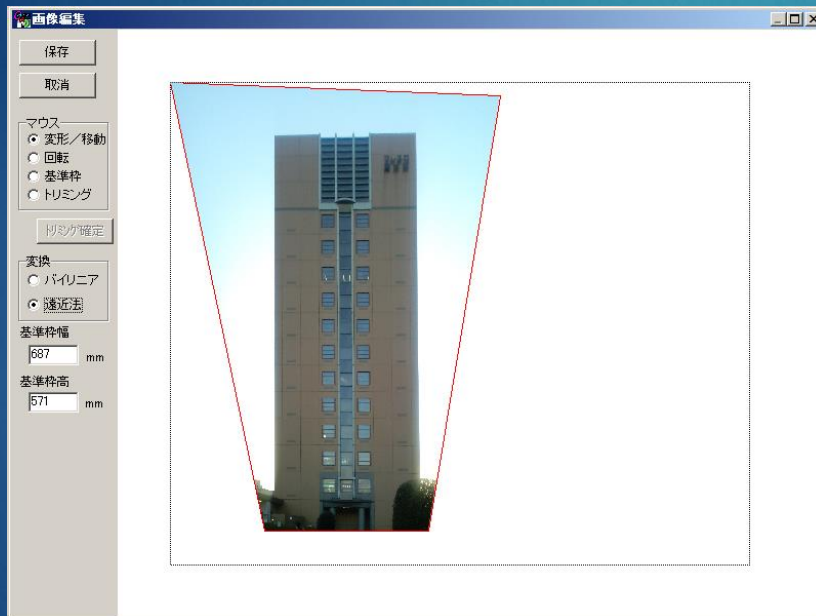 画像編集
保存
取消
マウス
変形／移動
回転
基準枠
トリミング
トリミング確定
変換
バイリニア
遠近法
基準枠幅
687 mm
基準枠高
571 mm